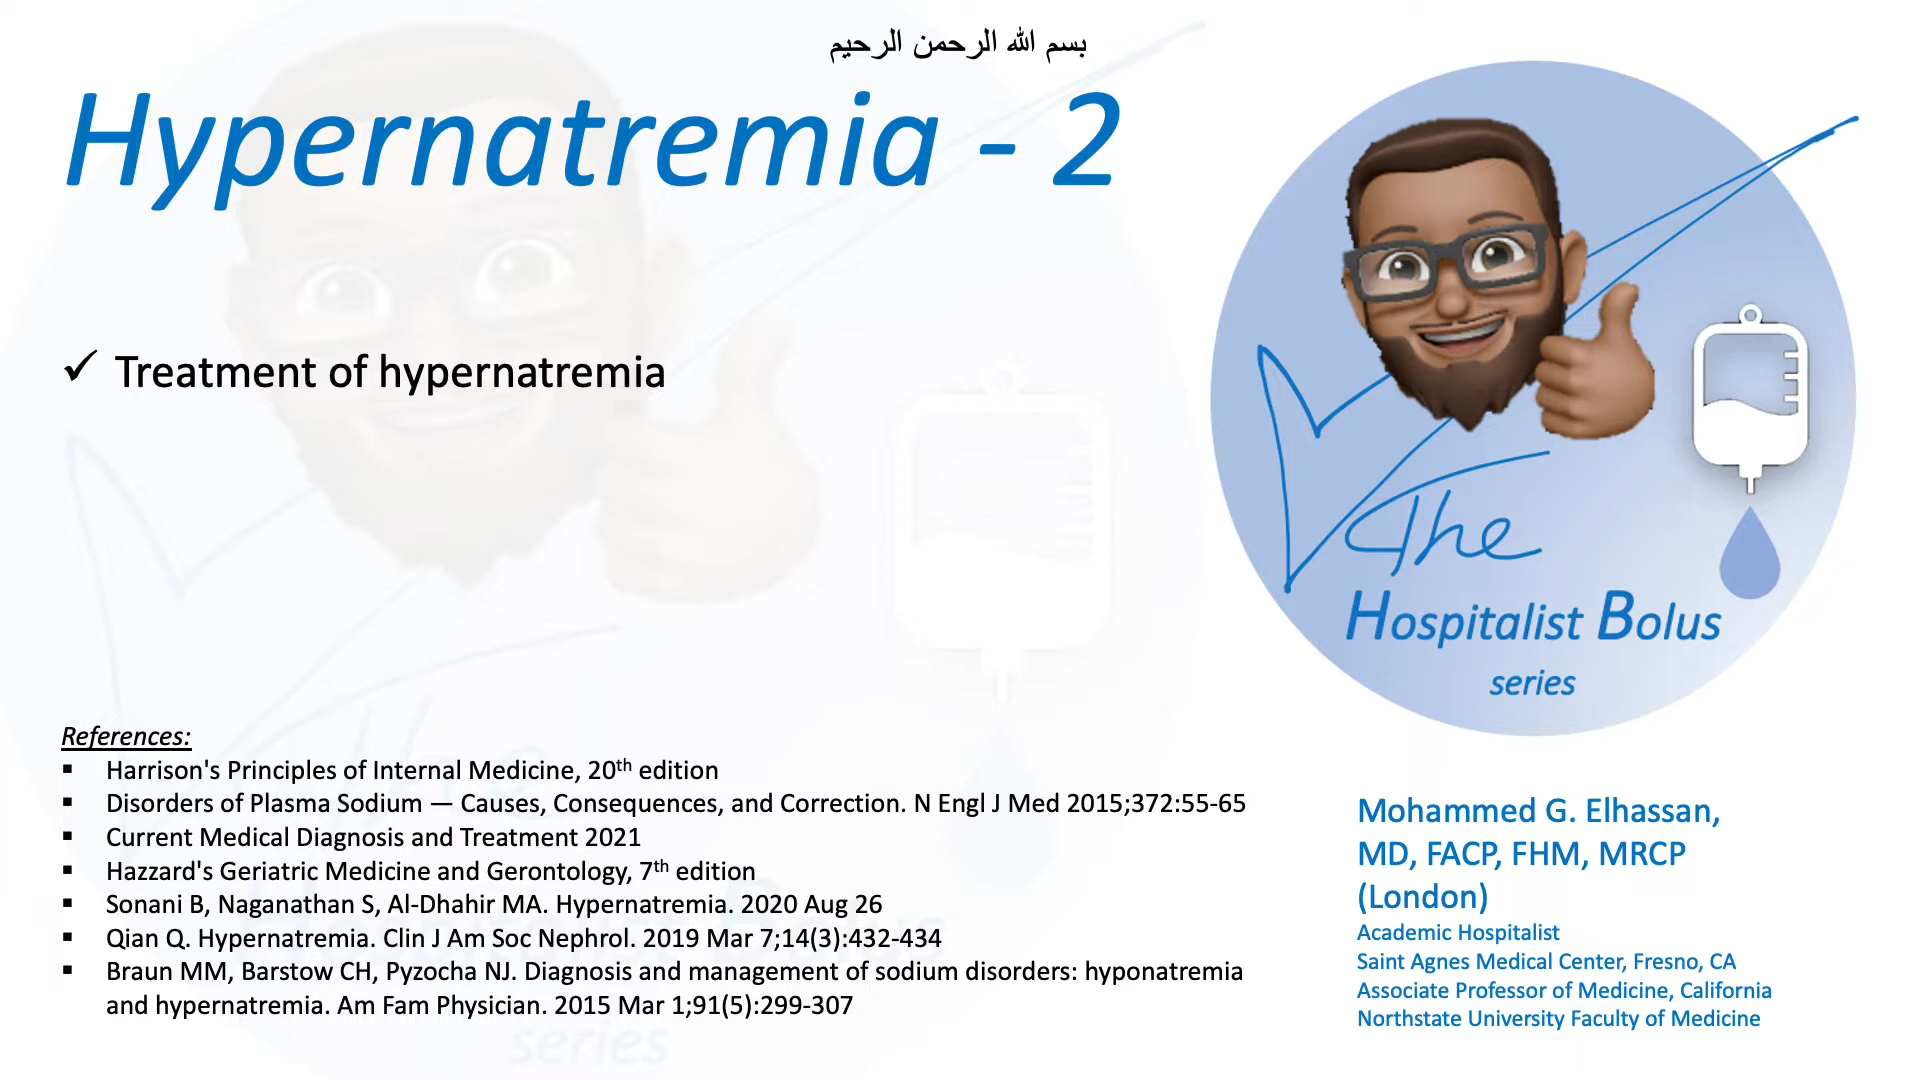 بسم الله الرحمن الرحيم
Hypernatremia - 2
✓ Treatment of hypernatremia
The
Hospitalist Bolus
series
References:
▪ Harrison's Principles of Internal Medicine, 20th edition
▪ Disorders of Plasma Sodium — Causes, Consequences, and Correction. N Engl J Med 2015;372:55-65
▪ Current Medical Diagnosis and Treatment 2021
▪ Hazzard's Geriatric Medicine and Gerontology, 7th edition
▪ Sonani B, Naganathan S, Al-Dhahir MA. Hypernatremia. 2020 Aug 26
▪ Qian Q. Hypernatremia. Clin J Am Soc Nephrol. 2019 Mar 7;14(3):432-434
▪ Braun MM, Barstow CH, Pyzocha NJ. Diagnosis and management of sodium disorders: hyponatremia
and hypernatremia. Am Fam Physician. 2015 Mar 1;91(5):299-307
Mohammed G. Elhassan,
MD, FACP, FHM, MRCP
(London)
Academic Hospitalist
Saint Agnes Medical Center, Fresno, CA
Associate Professor of Medicine, California
Northstate University Faculty of Medicine
The
Hospitalist Bolus
series